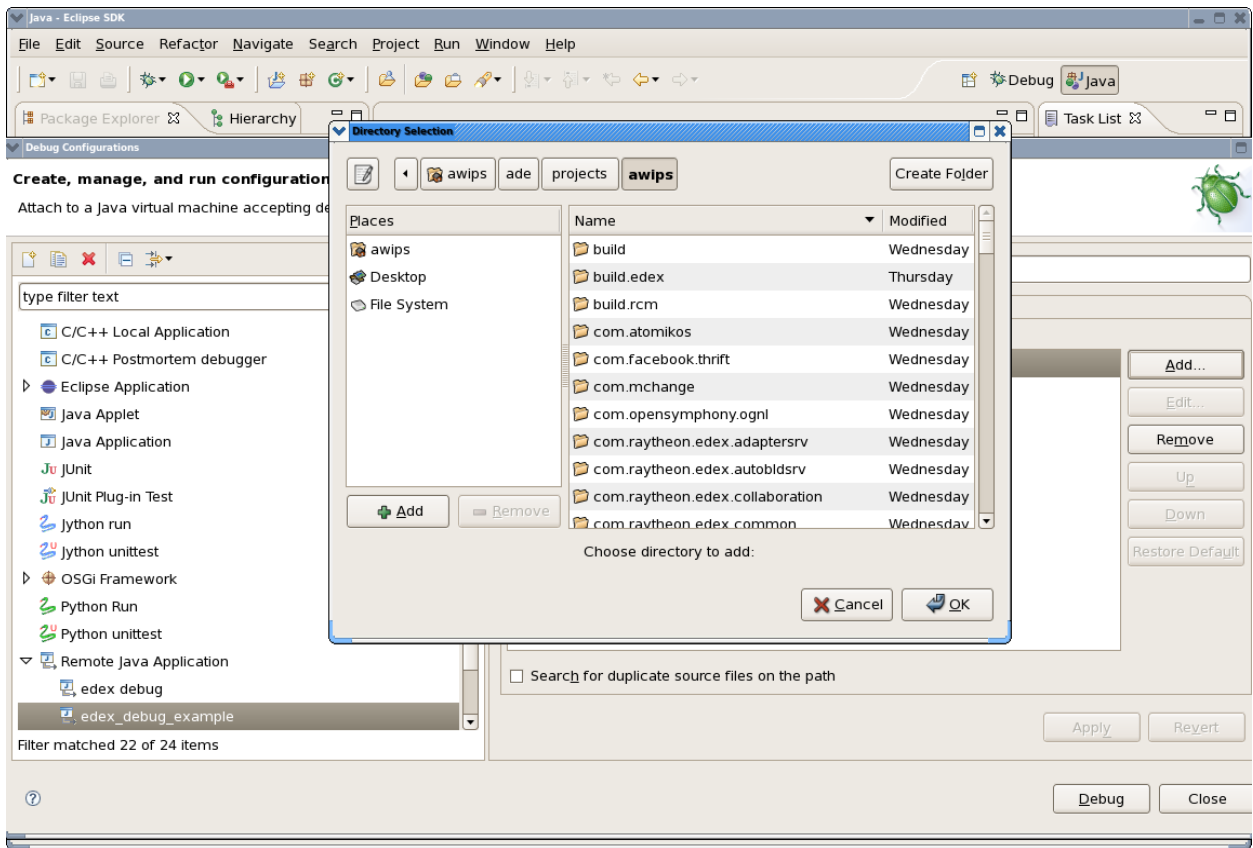 Java - Eclipse SDK
File Edit Source Refactor Navigate Search Project Run Window Help
Debug Java
Package Explorer Hierarchy Task List
Debug Configurations
Create, manage, and run configuration
Attach to a Java virtual machine accepting de
type filter text
C/C++ Local Application
C/C++ Postmortem debugger
Eclipse Application
Java Applet
Java Application
JUnit
JUnit Plug-in Test
Jython run
Jython unittest
OSGi Framework
Python Run
Python unittest
Remote Java Application
edex debug
edex_debug_example
Filter matched 22 of 24 items
Directory Selection
awips ade projects awips Create Folder
Places
awips
Desktop
File System
Add Remove
Name Modified
build Wednesday
build.edex Thursday
build.rcm Wednesday
com.atomikos Wednesday
com.facebook.thrift Wednesday
com.mchange Wednesday
com.opensymphony.ognl Wednesday
com.raytheon.edex.adaptersrv Wednesday
com.raytheon.edex.autobldsrv Wednesday
com.raytheon.edex.collaboration Wednesday
com.raytheon.edex.common Wednesday
Choose directory to add:
Cancel OK
Add...
Edit...
Remove
Up
Down
Restore Default
Search for duplicate source files on the path
Apply Revert
Debug Close